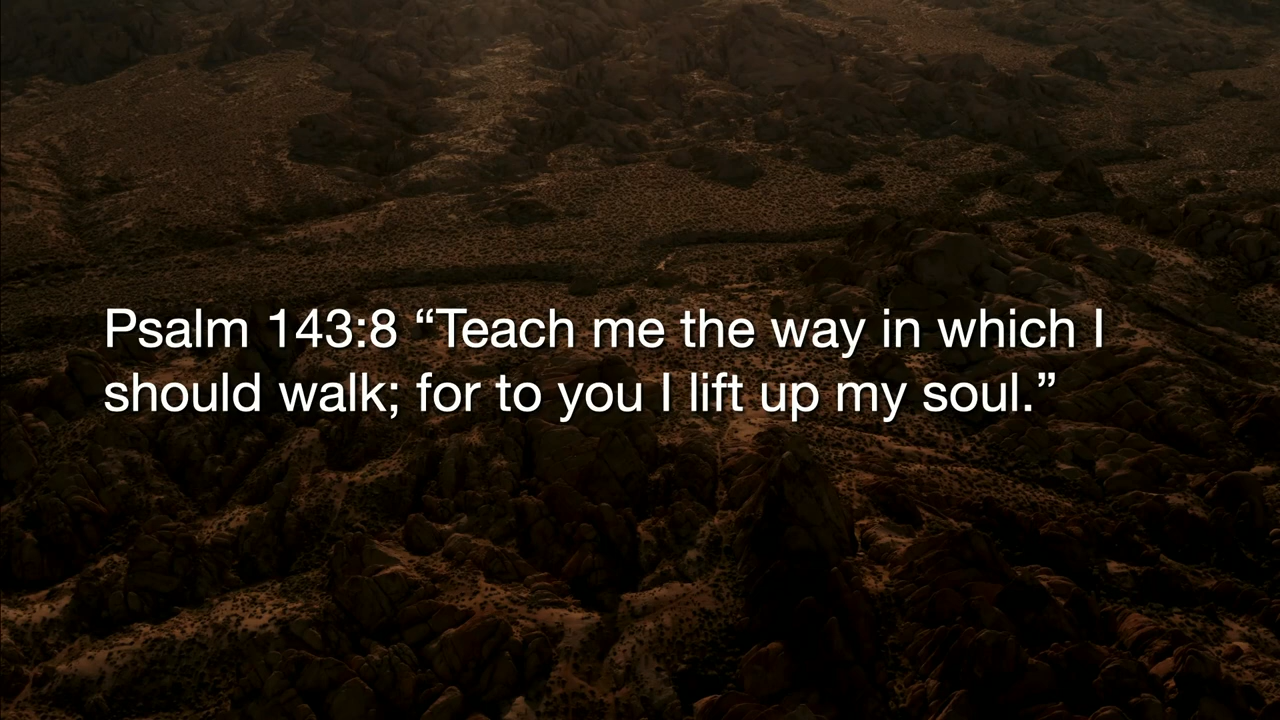 Psalm 143:8 “Teach me the way in which I
should walk; for to you I lift up my soul.”